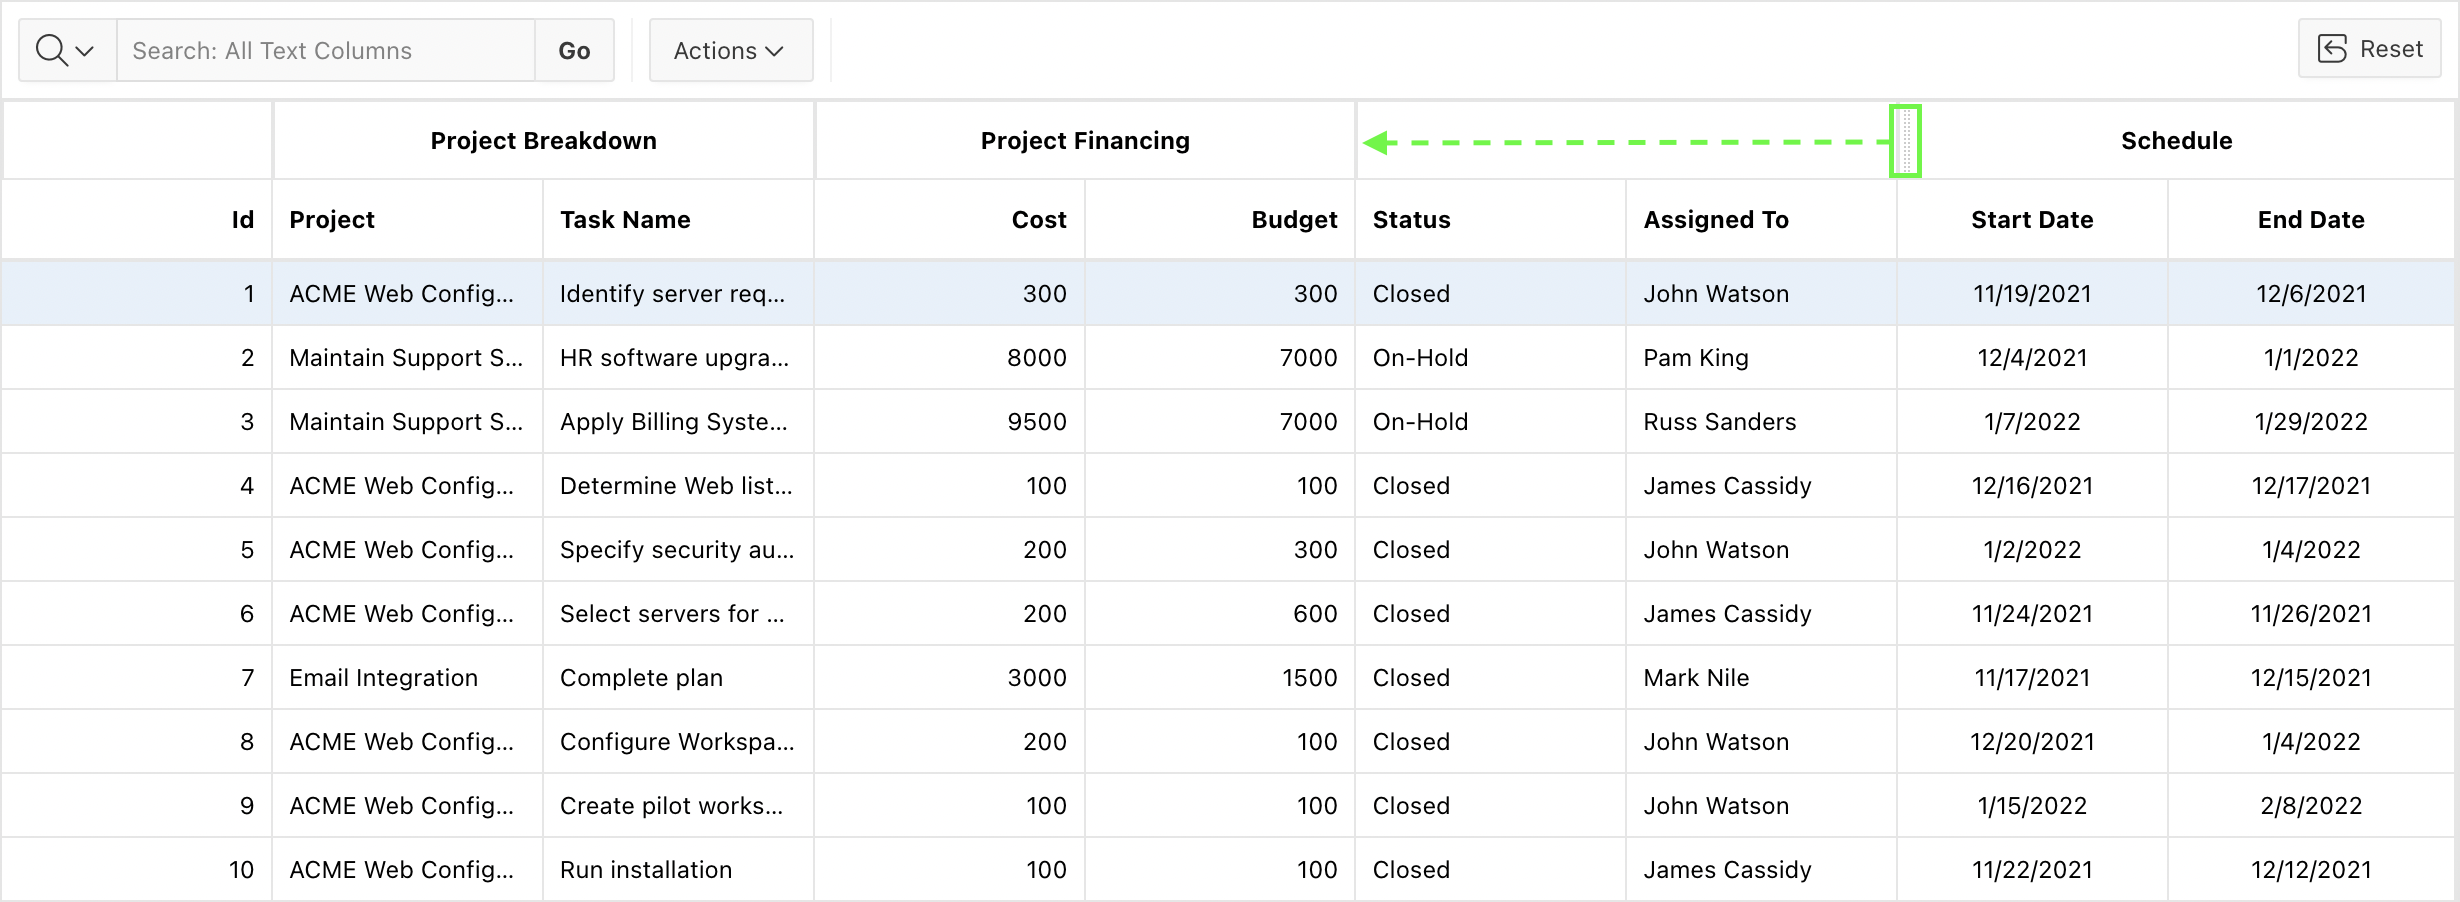 Search: All Text Columns Go Actions Reset
Project Breakdown Project Financing Schedule
Id Project Task Name Cost Budget Status Assigned To Start Date End Date
1 ACME Web Config... Identify server req... 300 300 Closed John Watson 11/19/2021 12/6/2021
2 Maintain Support S... HR software upgra... 8000 7000 On-Hold Pam King 12/4/2021 1/1/2022
3 Maintain Support S... Apply Billing Syste... 9500 7000 On-Hold Russ Sanders 1/7/2022 1/29/2022
4 ACME Web Config... Determine Web list... 100 100 Closed James Cassidy 12/16/2021 12/17/2021
5 ACME Web Config... Specify security au... 200 300 Closed John Watson 1/2/2022 1/4/2022
6 ACME Web Config... Select servers for ... 200 600 Closed James Cassidy 11/24/2021 11/26/2021
7 Email Integration Complete plan 3000 1500 Closed Mark Nile 11/17/2021 12/15/2021
8 ACME Web Config... Configure Workspa... 200 100 Closed John Watson 12/20/2021 1/4/2022
9 ACME Web Config... Create pilot works... 100 100 Closed John Watson 1/15/2022 2/8/2022
10 ACME Web Config... Run installation 100 100 Closed James Cassidy 11/22/2021 12/12/2021